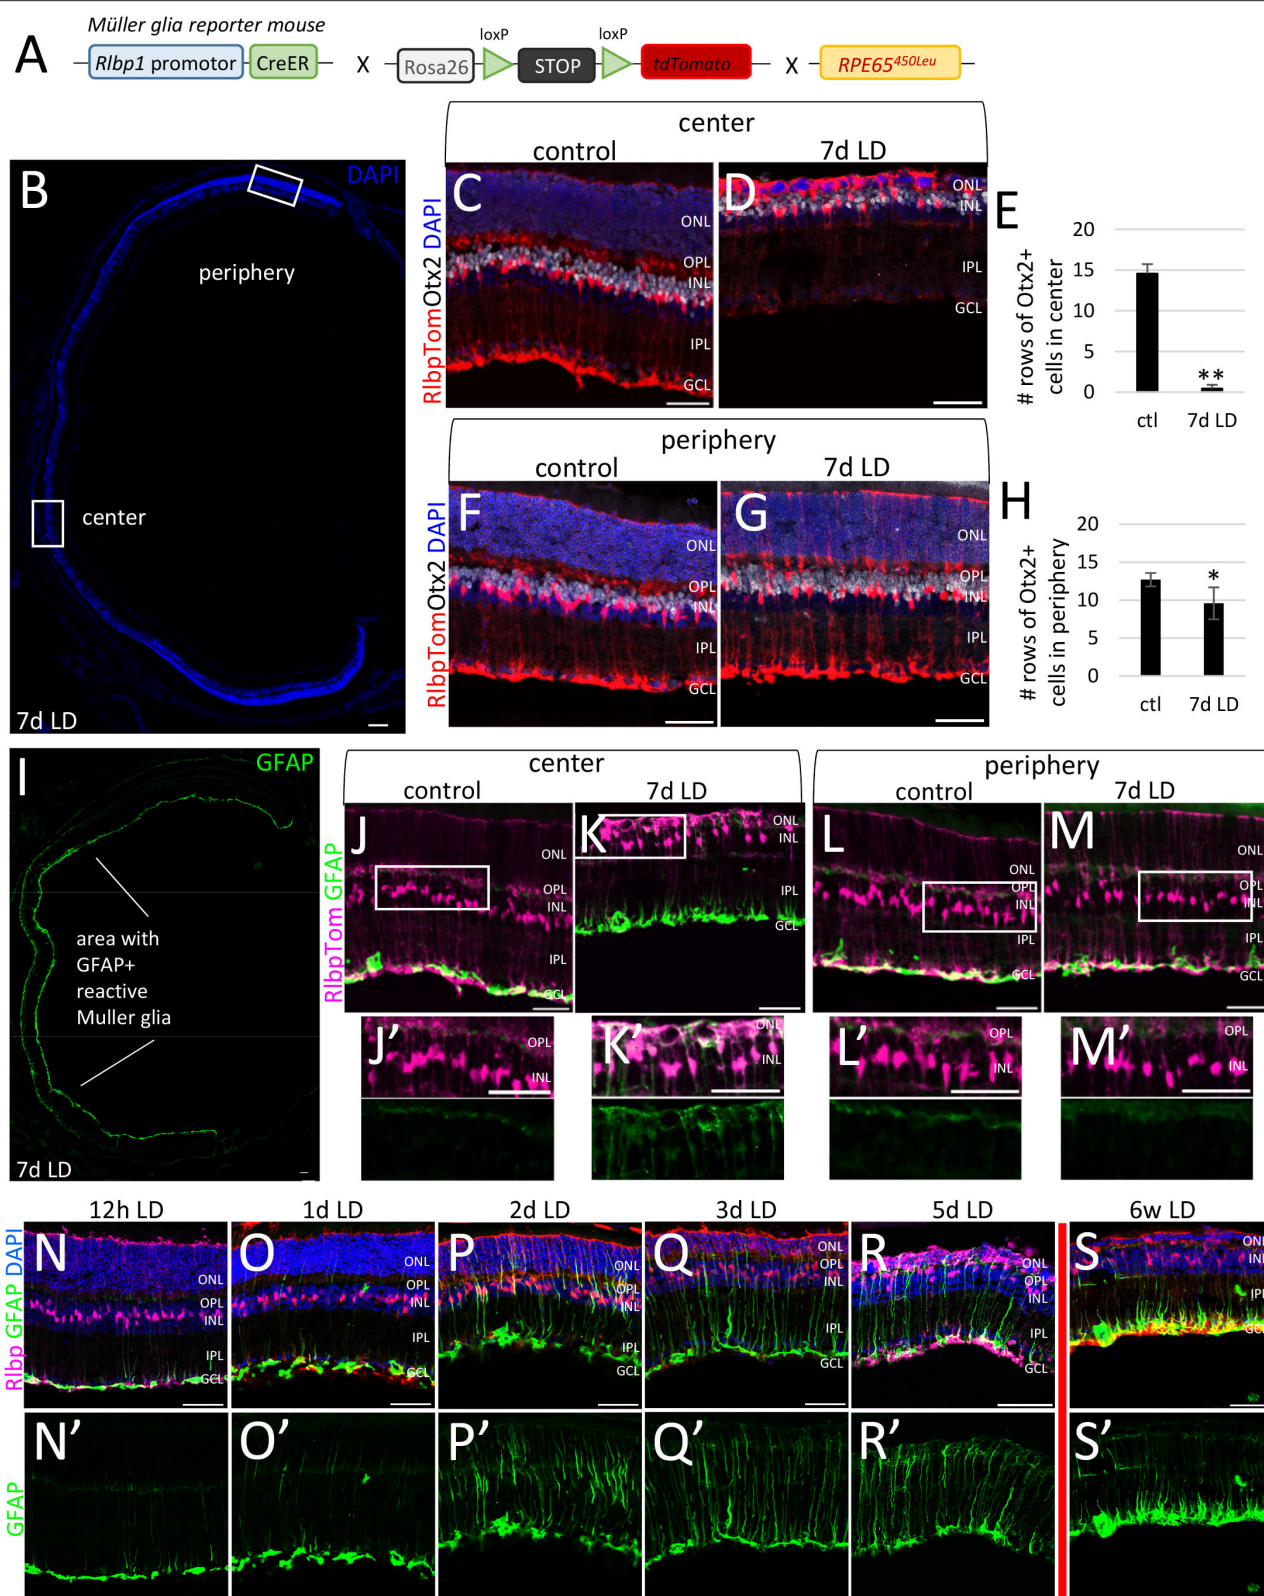 Müller glia reporter mouse
A
Rlbp1 promotor
CreER
X
Rosa26
loxP
STOP
loxP
tdTomato
X
RPE65450Leu
B
DAPI
periphery
center
7d LD
center
control
7d LD
RlbpTomOtx2 DAPI
C
ONL
OPL
INL
IPL
GCL
D
ONL
INL
IPL
GCL
E
# rows of Otx2+
cells in center
20
15
10
5
0
**
ctl
7d LD
periphery
control
7d LD
RlbpTomOtx2 DAPI
F
ONL
OPL
INL
IPL
GCL
G
ONL
OPL
INL
IPL
GCL
H
# rows of Otx2+
cells in periphery
20
15
10
5
0
*
ctl
7d LD
I
GFAP
area with
GFAP+
reactive
Muller glia
7d LD
center
control
7d LD
periphery
control
7d LD
RlbpTom GFAP
J
ONL
OPL
INL
IPL
GCL
K
ONL
INL
IPL
GCL
L
ONL
OPL
INL
IPL
GCL
M
ONL
OPL
INL
IPL
GCL
J’
OPL
INL
K’
ONL
INL
L’
OPL
INL
M’
OPL
INL
12h LD
1d LD
2d LD
3d LD
5d LD
6w LD
Rlbp GFAP DAPI
N
ONL
OPL
INL
IPL
GCL
O
ONL
OPL
INL
IPL
GCL
P
ONL
OPL
INL
IPL
GCL
Q
ONL
OPL
INL
IPL
GCL
R
ONL
OPL
INL
IPL
GCL
S
ONL
INL
IPL
GCL
GFAP
N’
O’
P’
Q’
R’
S’